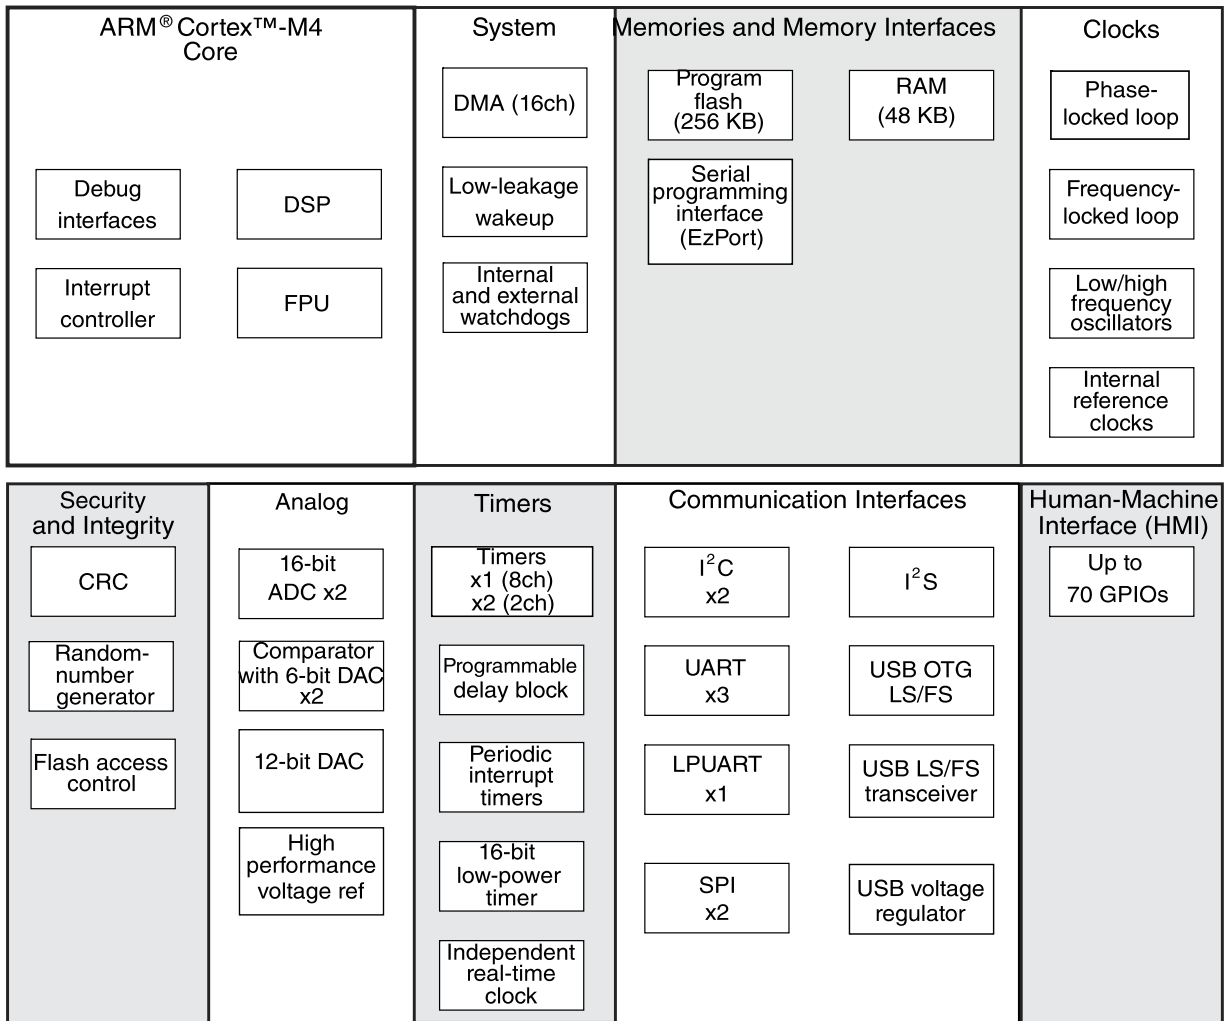 ARM® Cortex™-M4
Core
Debug
interfaces
DSP
Interrupt
controller
FPU
System
DMA (16ch)
Low-leakage
wakeup
Internal
and external
watchdogs
Memories and Memory Interfaces
Program
flash
(256 KB)
RAM
(48 KB)
Serial
programming
interface
(EzPort)
Clocks
Phase-
locked loop
Frequency-
locked loop
Low/high
frequency
oscillators
Internal
reference
clocks
Security
and Integrity
CRC
Random-
number
generator
Flash access
control
Analog
16-bit
ADC x2
Comparator
with 6-bit DAC
x2
12-bit DAC
High
performance
voltage ref
Timers
Timers
x1 (8ch)
x2 (2ch)
Programmable
delay block
Periodic
interrupt
timers
16-bit
low-power
timer
Independent
real-time
clock
Communication Interfaces
I²C
x2
I²S
UART
x3
USB OTG
LS/FS
LPUART
x1
USB LS/FS
transceiver
SPI
x2
USB voltage
regulator
Human-Machine
Interface (HMI)
Up to
70 GPIOs